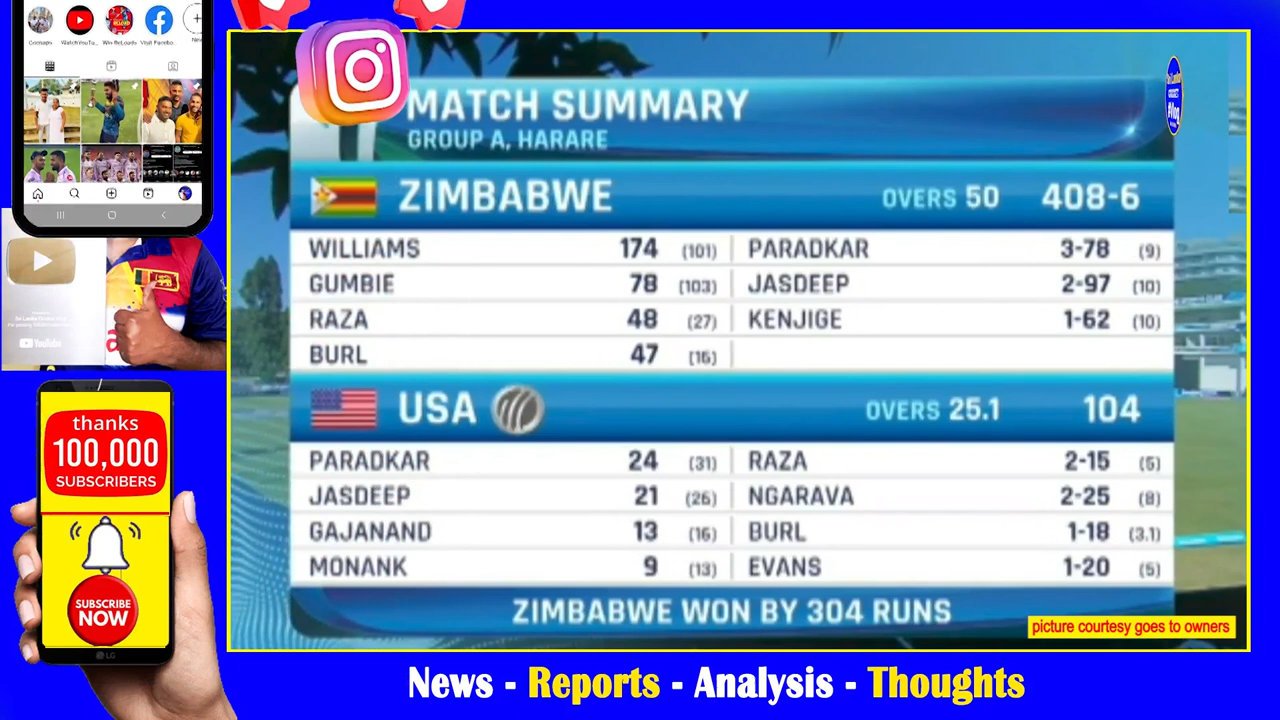 Visit Facebo..
MATCH SUMMARY
GROUP A, HARARE
ZIMBABWE OVERS 50 408-6
WILLIAMS 174 (101) PARADKAR 3-78 (9)
GUMBIE 78 (103) JASDEEP 2-97 (10)
RAZA 48 (27) KENJIGE 1-62 (10)
BURL 47 (16)
USA OVERS 25.1 104
PARADKAR 24 (31) RAZA 2-15 (5)
JASDEEP 21 (26) NGARAVA 2-25 (8)
GAJANAND 13 (16) BURL 1-18 (3.1)
MONANK 9 (13) EVANS 1-20 (5)
ZIMBABWE WON BY 304 RUNS
picture courtesy goes to owners
YouTube
thanks
100,000
SUBSCRIBERS
SUBSCRIBE
NOW
LG
News - Reports - Analysis - Thoughts